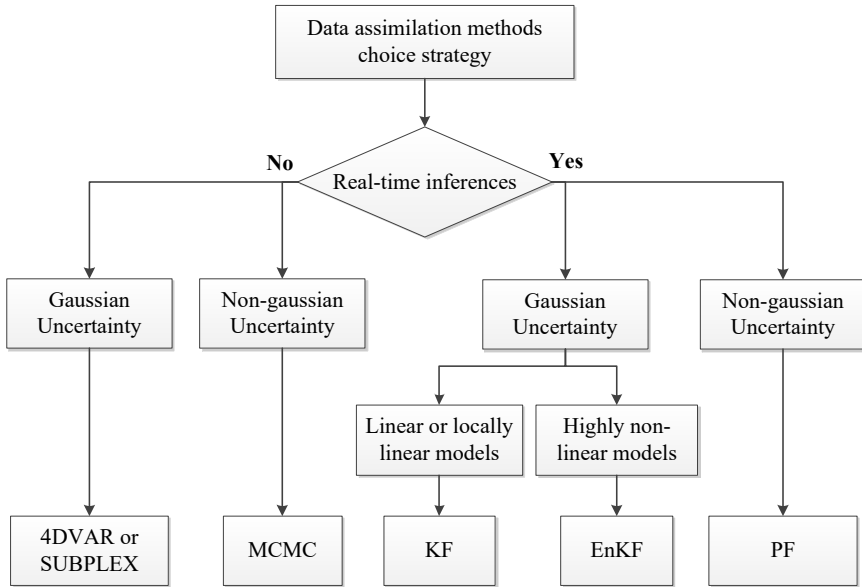 Data assimilation methods
choice strategy
No
Yes
Real-time inferences
Gaussian
Uncertainty
Non-gaussian
Uncertainty
Gaussian
Uncertainty
Non-gaussian
Uncertainty
Linear or locally
linear models
Highly non-
linear models
4DVAR or
SUBPLEX
MCMC
KF
EnKF
PF